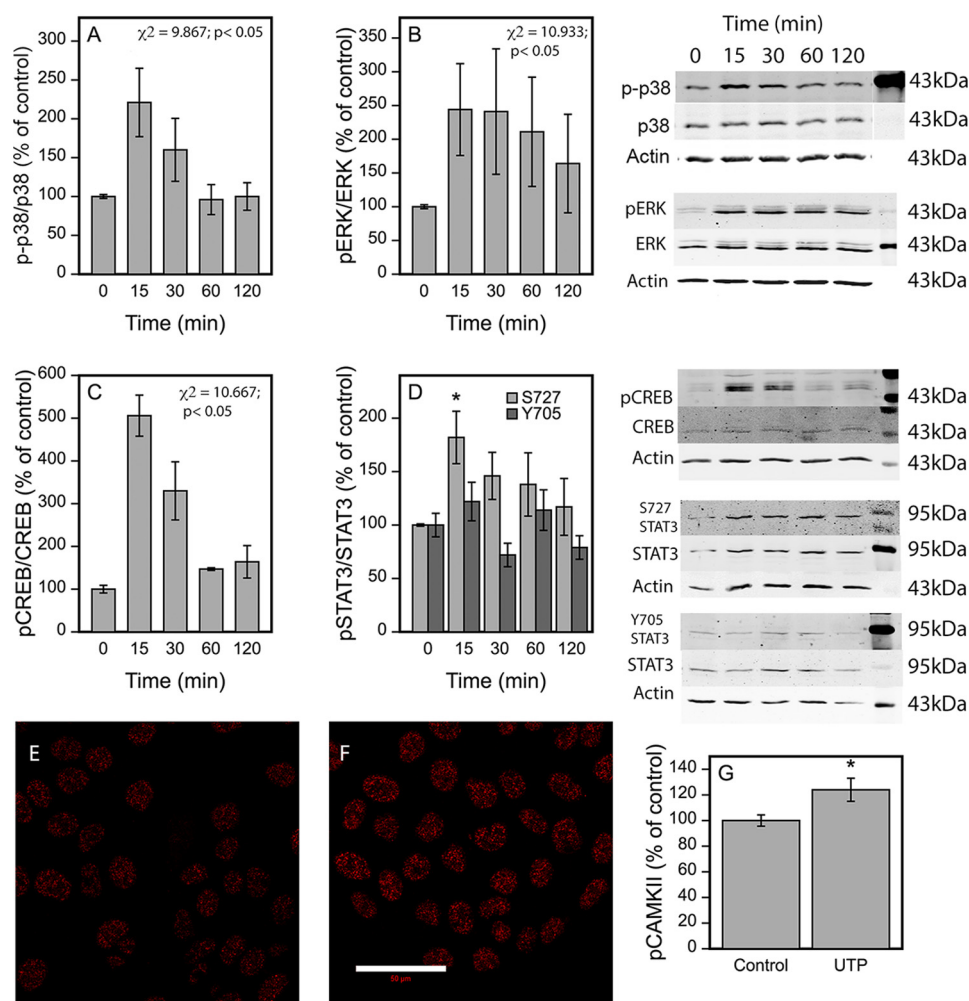 A
χ2 = 9.867; p< 0.05
p-p38/p38 (% of control)
300
250
200
150
100
50
0
0 15 30 60 120
Time (min)
B
χ2 = 10.933;
p< 0.05
pERK/ERK (% of control)
350
300
250
200
150
100
50
0
0 15 30 60 120
Time (min)
Time (min)
0 15 30 60 120
p-p38 43kDa
p38 43kDa
Actin 43kDa
pERK 43kDa
ERK 43kDa
Actin 43kDa
C
χ2 = 10.667;
p< 0.05
pCREB/CREB (% of control)
600
500
400
300
200
100
0
0 15 30 60 120
Time (min)
D
S727
Y705
*
pSTAT3/STAT3 (% of control)
200
150
100
50
0
0 15 30 60 120
Time (min)
pCREB 43kDa
CREB 43kDa
Actin 43kDa
S727
STAT3 95kDa
STAT3 95kDa
Actin 43kDa
Y705
STAT3 95kDa
STAT3 95kDa
Actin 43kDa
E
F
50 µm
G
*
pCAMKII (% of control)
140
120
100
80
60
40
20
0
Control UTP